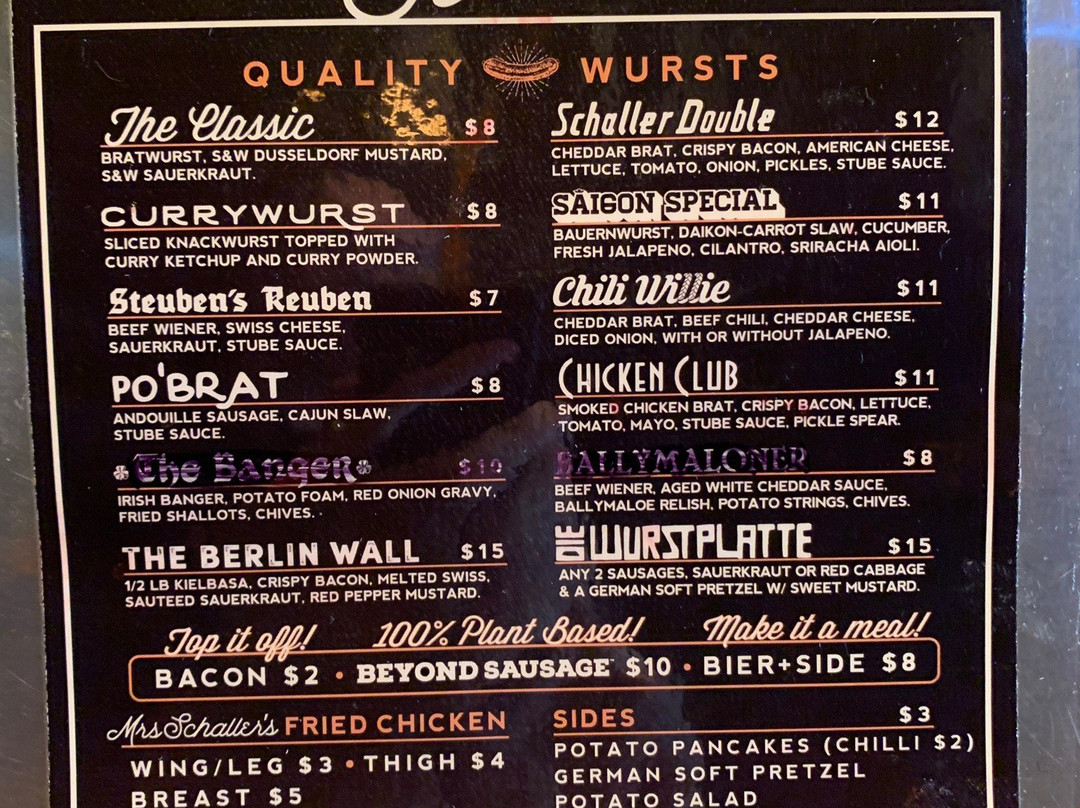 QUALITY WURSTS
The Classic $8
BRATWURST, S&W DUSSELDORF MUSTARD,
S&W SAUERKRAUT.
CURRYWURST $8
SLICED KNACKWURST TOPPED WITH
CURRY KETCHUP AND CURRY POWDER.
Steuben's Reuben $7
BEEF WIENER, SWISS CHEESE,
SAUERKRAUT, STUBE SAUCE.
PO'BRAT $8
ANDOUILLE SAUSAGE, CAJUN SLAW,
STUBE SAUCE.
The Banger $10
IRISH BANGER, POTATO FOAM, RED ONION GRAVY,
FRIED SHALLOTS, CHIVES.
THE BERLIN WALL $15
1/2 LB KIELBASA, CRISPY BACON, MELTED SWISS,
SAUTEED SAUERKRAUT, RED PEPPER MUSTARD.
Schaller Double $12
CHEDDAR BRAT, CRISPY BACON, AMERICAN CHEESE,
LETTUCE, TOMATO, ONION, PICKLES, STUBE SAUCE.
SAIGON SPECIAL $11
BAUERNWURST, DAIKON-CARROT SLAW, CUCUMBER,
FRESH JALAPENO, CILANTRO, SRIRACHA AIOLI.
Chili Willie $11
CHEDDAR BRAT, BEEF CHILI, CHEDDAR CHEESE,
DICED ONION, WITH OR WITHOUT JALAPENO.
CHICKEN CLUB $11
SMOKED CHICKEN BRAT, CRISPY BACON, LETTUCE,
TOMATO, MAYO, STUBE SAUCE, PICKLE SPEAR.
BALLYMALONER $8
BEEF WIENER, AGED WHITE CHEDDAR SAUCE,
BALLYMALOE RELISH, POTATO STRINGS, CHIVES.
DIE WURSTPLATTE $15
ANY 2 SAUSAGES, SAUERKRAUT OR RED CABBAGE
& A GERMAN SOFT PRETZEL W/ SWEET MUSTARD.
Top it off! 100% Plant Based! Make it a meal!
BACON $2 • BEYOND SAUSAGE™ $10 • BIER+SIDE $8
Mrs Schaller's FRIED CHICKEN
WING/LEG $3 • THIGH $4
BREAST $5
SIDES $3
POTATO PANCAKES (CHILLI $2)
GERMAN SOFT PRETZEL
POTATO SALAD